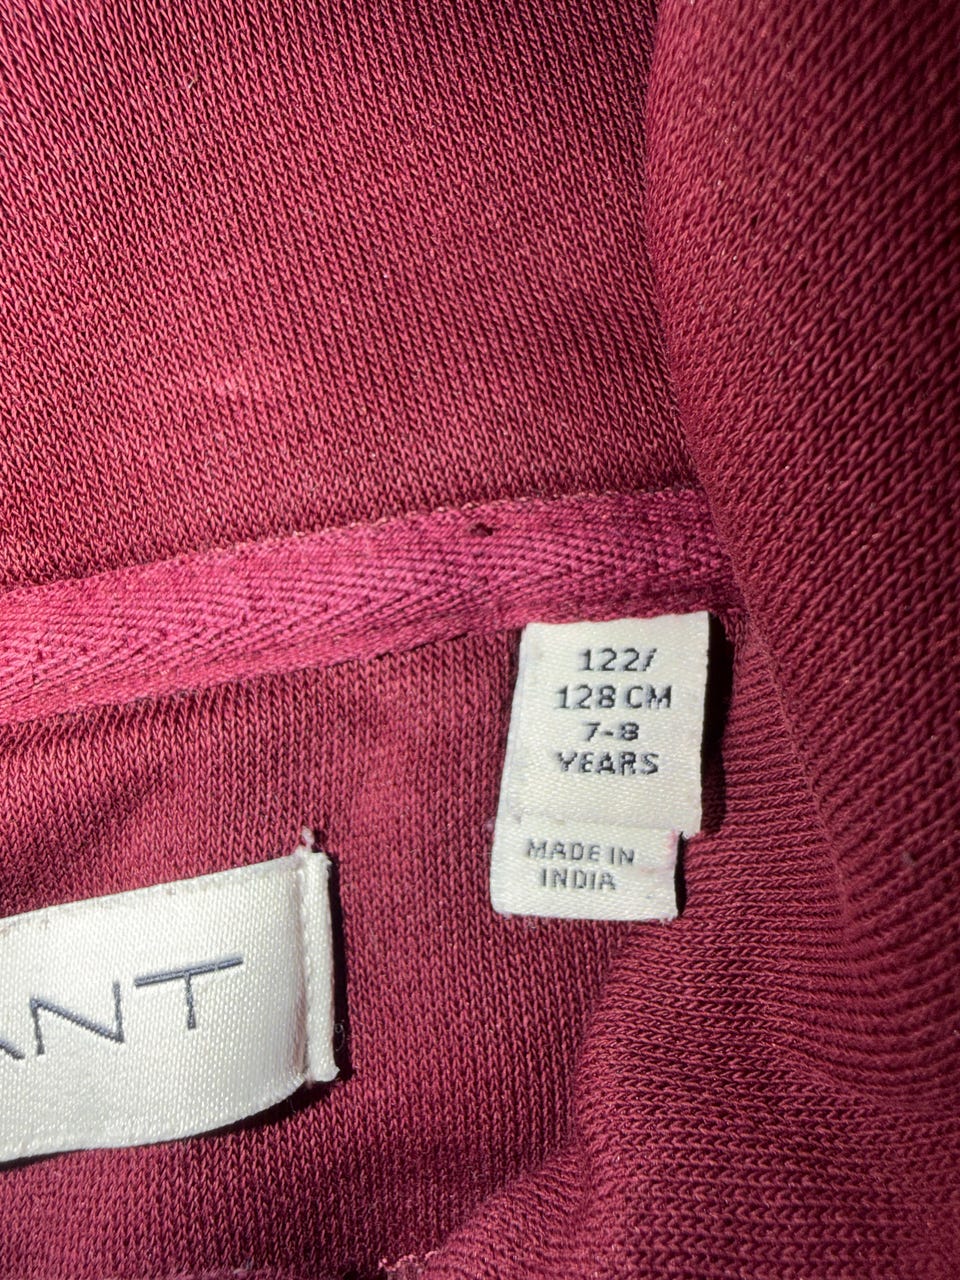 122/
128 CM
7-8
YEARS
MADE IN
INDIA
ANT